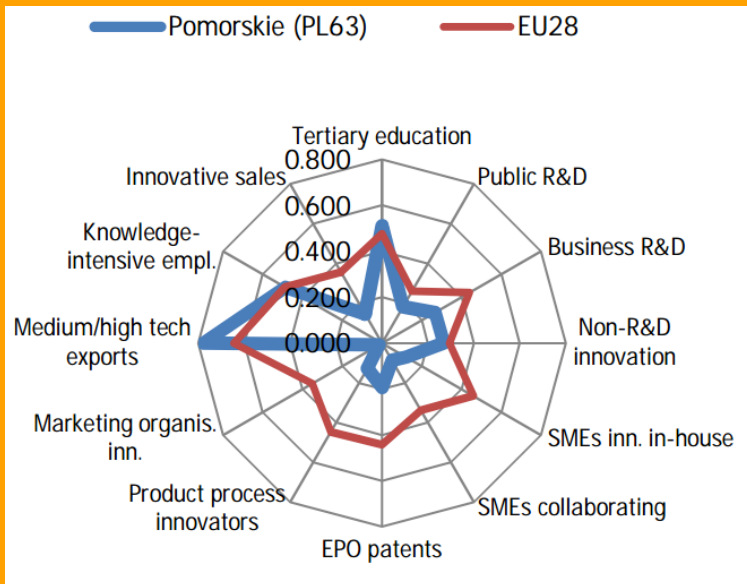 Pomorskie (PL63) EU28
Tertiary education
0.800
Innovative sales
Public R&D
0.600
Knowledge-
intensive empl.
Business R&D
0.400
0.200
Medium/high tech
exports
0.000
Non-R&D
innovation
Marketing organis.
inn.
SMEs inn. in-house
Product process
innovators
SMEs collaborating
EPO patents